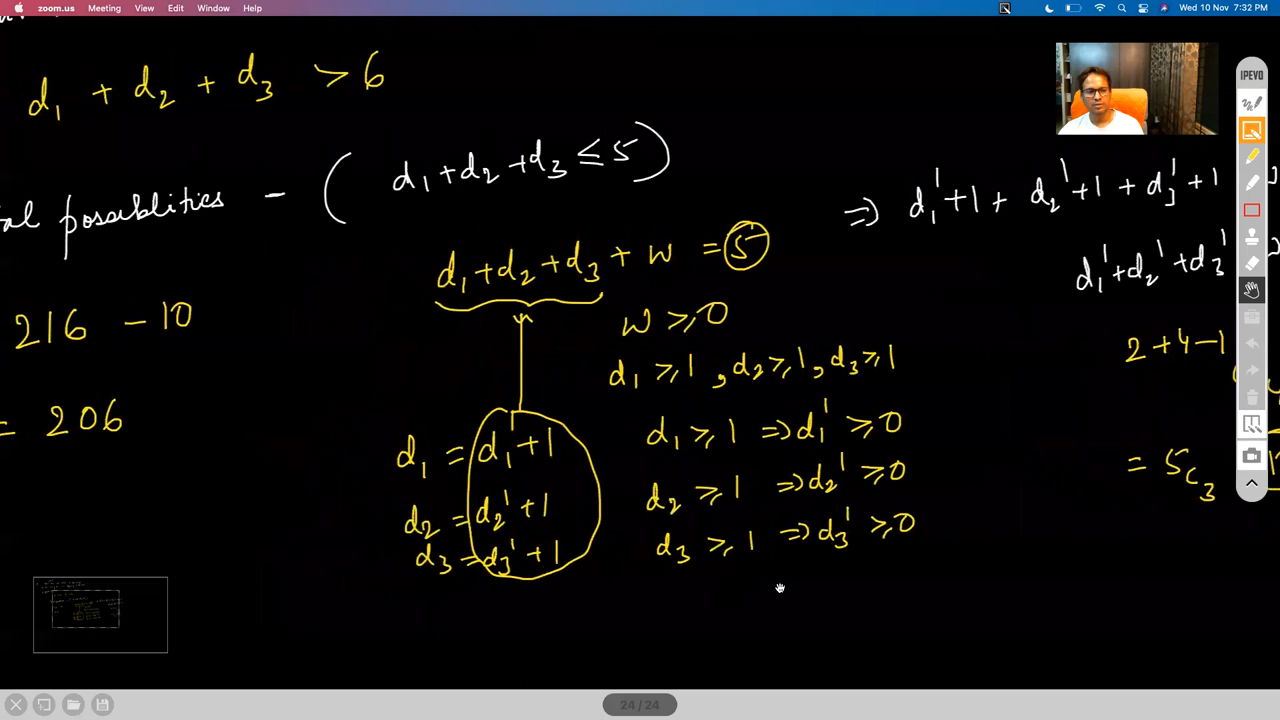 zoom.us Meeting View Edit Window Help Wed 10 Nov 7:32 PM
IPEVO
d₁ + d₂ + d₃ > 6
al possiblities - ( d₁+d₂+d₃ ≤ 5 )
⇒ d₁'+1 + d₂'+1 + d₃'+1
d₁+d₂+d₃ + w = 5
d₁'+d₂'+d₃'
216 - 10
w ≥ 0
2+4-1
d₁ ≥ 1 , d₂ ≥ 1 , d₃ ≥ 1
= 206
d₁ = d₁'+1
d₁ ≥ 1 ⇒ d₁' ≥ 0
= 5c₃
d₂ = d₂'+1
d₂ ≥ 1 ⇒ d₂' ≥ 0
d₃ = d₃'+1
d₃ ≥ 1 ⇒ d₃' ≥ 0
24 / 24